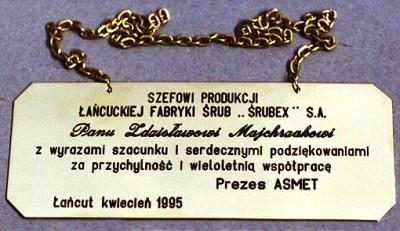 SZEFOWI PRODUKCJI
ŁAŃCUCKIEJ FABRYKI ŚRUB ,,ŚRUBEX" S.A.
Panu Zdzisławowi Majchrzakowi
z wyrazami szacunku i serdecznymi podziękowaniami
za przychylność i wieloletnią współpracę
Prezes ASMET
Łańcut kwiecień 1995